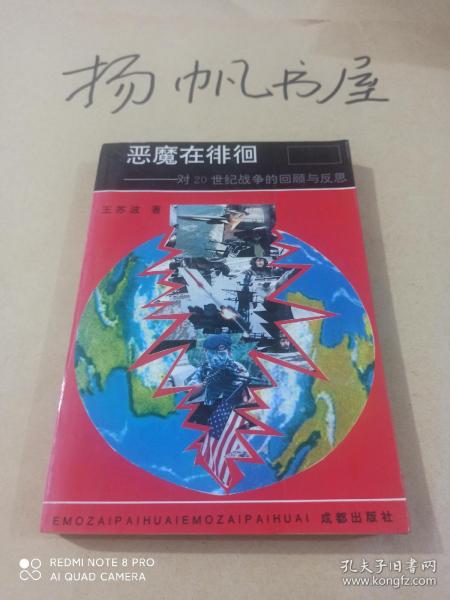 扬帆书屋
恶魔在徘徊
——对20世纪战争的回顾与反思
王苏波 著
EMOZAIPAIHUAIEMOZAIPAIHUAI 成都出版社
REDMI NOTE 8 PRO
AI QUAD CAMERA
孔夫子旧书网
www.kongfz.com